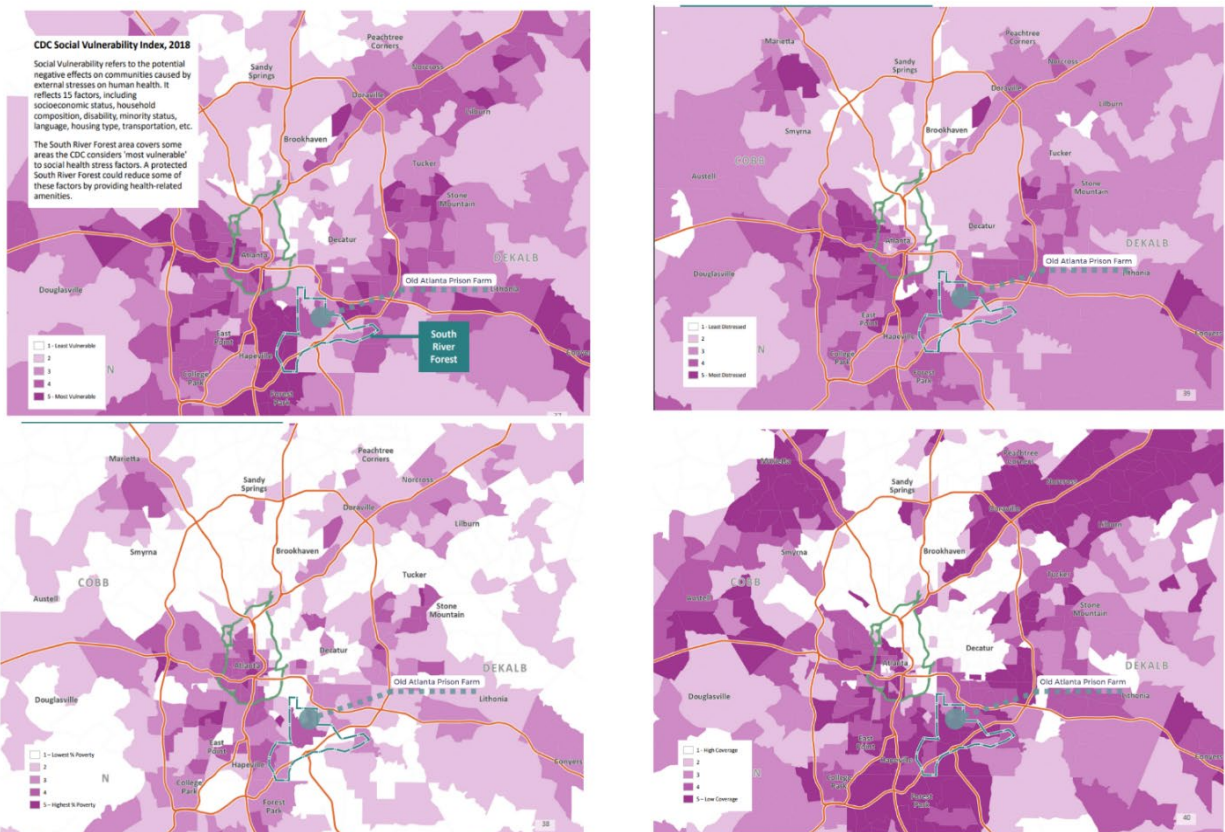 CDC Social Vulnerability Index, 2018
Social Vulnerability refers to the potential
negative effects on communities caused by
external stresses on human health. It
reflects 15 factors, including
socioeconomic status, household
composition, disability, minority status,
language, housing type, transportation, etc.
The South River Forest area covers some
areas the CDC considers 'most vulnerable'
to social health stress factors. A protected
South River Forest could reduce some of
these factors by providing health-related
amenities.
Peachtree
Corners
Sandy
Springs
Norcross
Doraville
Lilburn
Brookhaven
Tucker
Stone
Mountain
Decatur
Atlanta
DEKALB
Old Atlanta Prison Farm
Lithonia
Douglasville
East
Point
South
River
Forest
Hapeville
College
Park
Forest
Park
Conyers
N
1 - Least Vulnerable
2
3
4
5 - Most Vulnerable
37
Marietta
Peachtree
Corners
Sandy
Springs
Norcross
Doraville
Lilburn
Smyrna
Brookhaven
COBB
Tucker
Austell
Stone
Mountain
Decatur
Atlanta
DEKALB
Old Atlanta Prison Farm
Lithonia
Douglasville
East
Point
Hapeville
College
Park
Forest
Park
Conyers
N
1 - Least Distressed
2
3
4
5 - Most Distressed
39
Marietta
Peachtree
Corners
Sandy
Springs
Norcross
Doraville
Lilburn
Smyrna
Brookhaven
COBB
Tucker
Austell
Stone
Mountain
Decatur
Atlanta
DEKALB
Old Atlanta Prison Farm
Lithonia
Douglasville
East
Point
Hapeville
College
Park
Forest
Park
Conyers
N
1 – Lowest % Poverty
2
3
4
5 – Highest % Poverty
38
Marietta
Peachtree
Corners
Sandy
Springs
Norcross
Doraville
Lilburn
Smyrna
Brookhaven
COBB
Tucker
Austell
Stone
Mountain
Decatur
Atlanta
DEKALB
Old Atlanta Prison Farm
Lithonia
Douglasville
East
Point
Hapeville
College
Park
Forest
Park
Conyers
N
1 - High Coverage
2
3
4
5 – Low Coverage
40